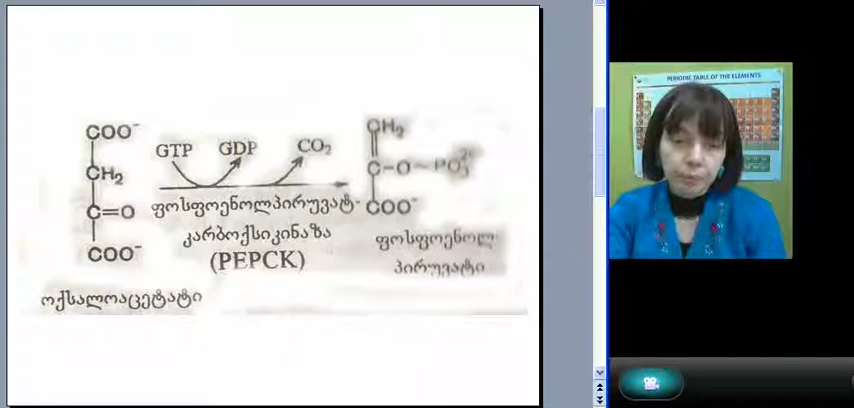 COO⁻
CH₂
C=O
COO⁻
ოქსალოაცეტატი
GTP GDP CO₂
ფოსფოენოლპირუვატ-
კარბოქსიკინაზა
(PEPCK)
CH₂
C-O~PO₃²⁻
COO⁻
ფოსფოენოლ
პირუვატი
PERIODIC TABLE OF THE ELEMENTS